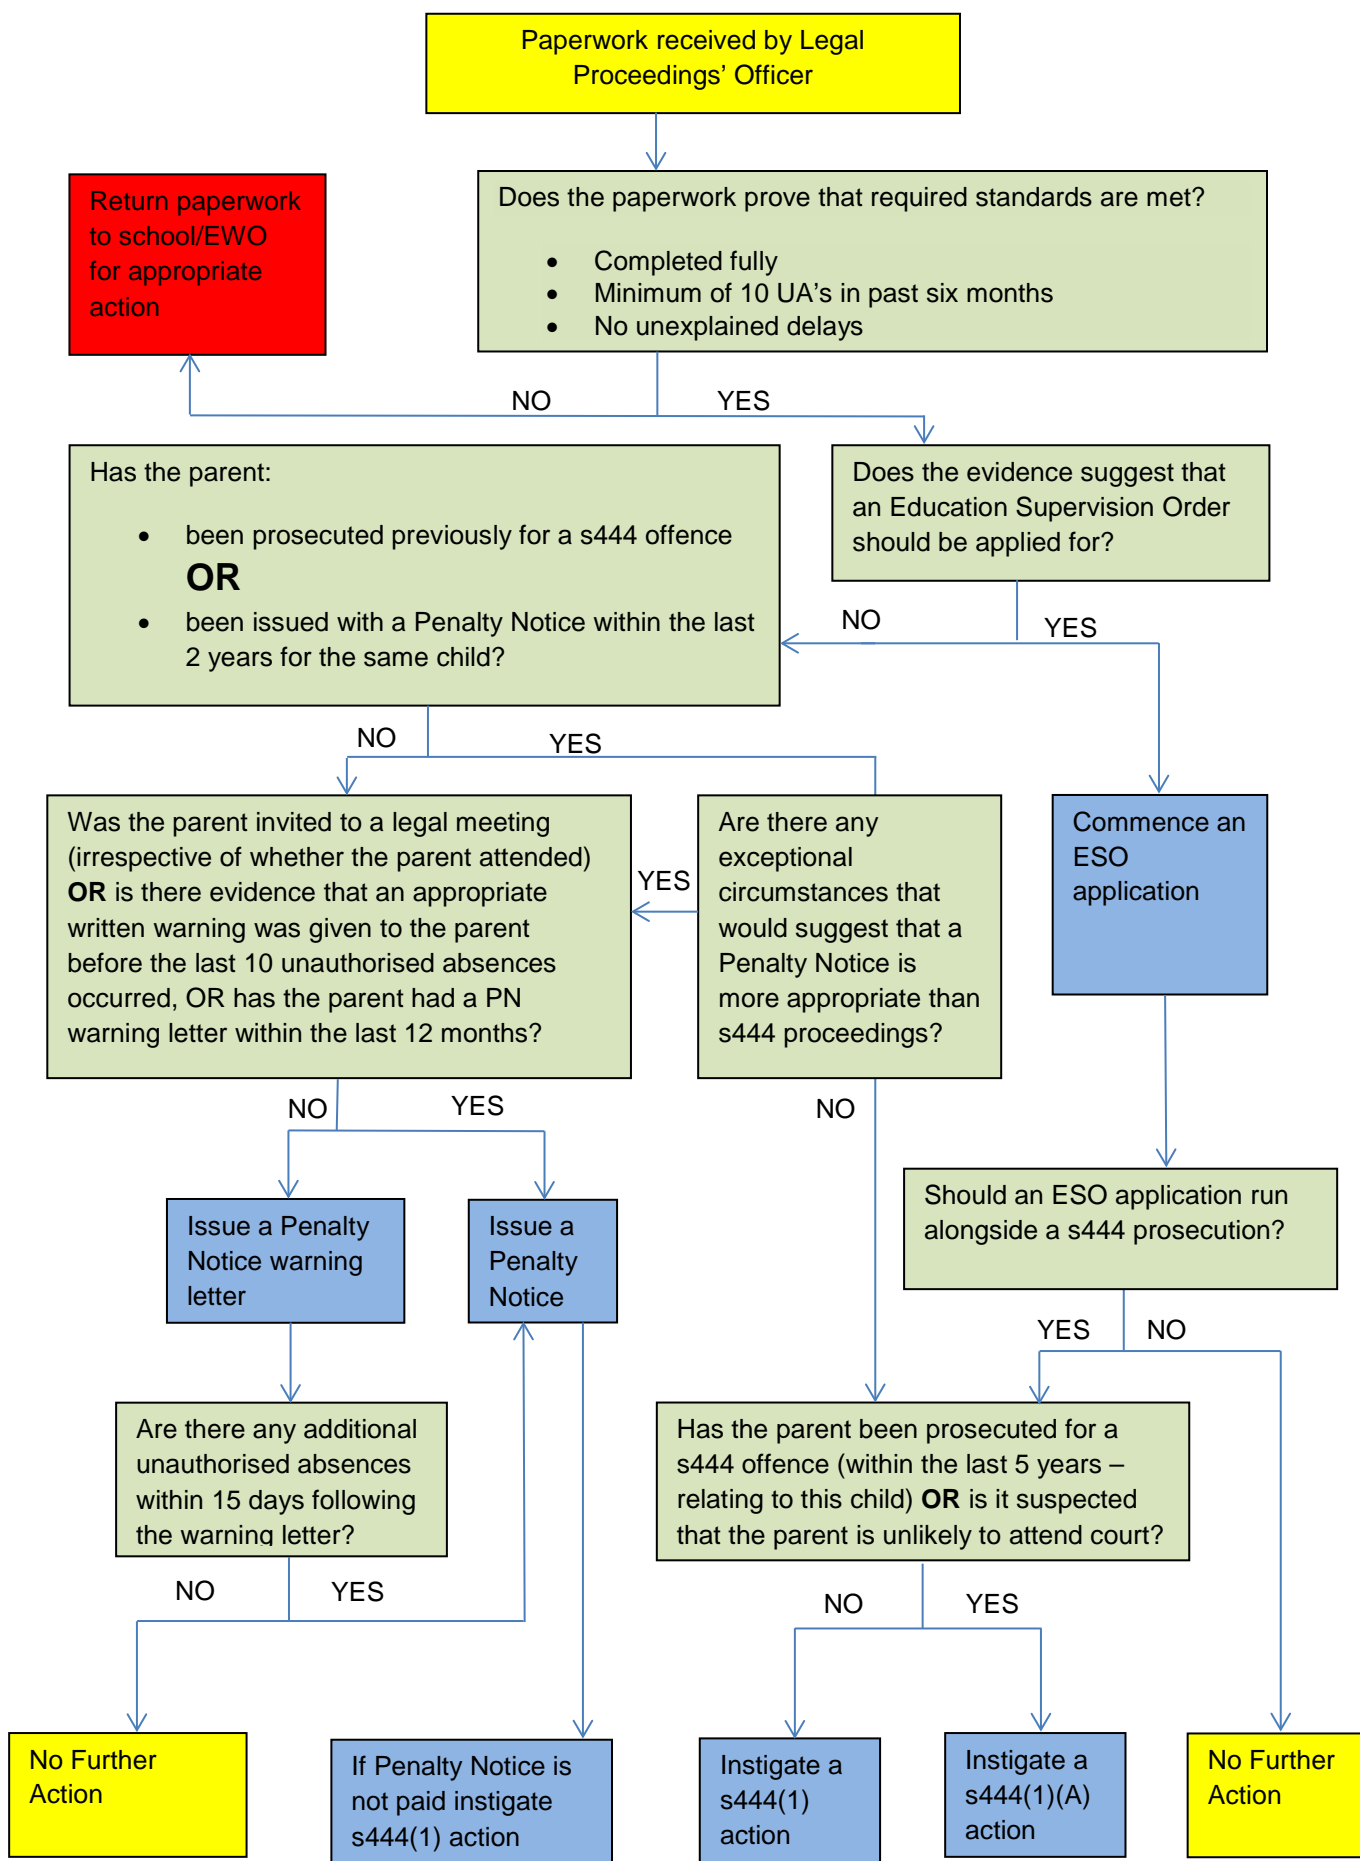 Paperwork received by Legal
Proceedings’ Officer
Return paperwork
to school/EWO
for appropriate
action
Does the paperwork prove that required standards are met?
• Completed fully
• Minimum of 10 UA’s in past six months
• No unexplained delays
NO
YES
Has the parent:
• been prosecuted previously for a s444 offence
OR
• been issued with a Penalty Notice within the last
2 years for the same child?
Does the evidence suggest that
an Education Supervision Order
should be applied for?
NO
YES
NO
YES
Was the parent invited to a legal meeting
(irrespective of whether the parent attended)
OR is there evidence that an appropriate
written warning was given to the parent
before the last 10 unauthorised absences
occurred, OR has the parent had a PN
warning letter within the last 12 months?
YES
Are there any
exceptional
circumstances that
would suggest that a
Penalty Notice is
more appropriate than
s444 proceedings?
Commence an
ESO
application
NO
YES
NO
Issue a Penalty
Notice warning
letter
Issue a
Penalty
Notice
Should an ESO application run
alongside a s444 prosecution?
YES
NO
Are there any additional
unauthorised absences
within 15 days following
the warning letter?
Has the parent been prosecuted for a
s444 offence (within the last 5 years –
relating to this child) OR is it suspected
that the parent is unlikely to attend court?
NO
YES
NO
YES
No Further
Action
If Penalty Notice is
not paid instigate
s444(1) action
Instigate a
s444(1)
action
Instigate a
s444(1)(A)
action
No Further
Action